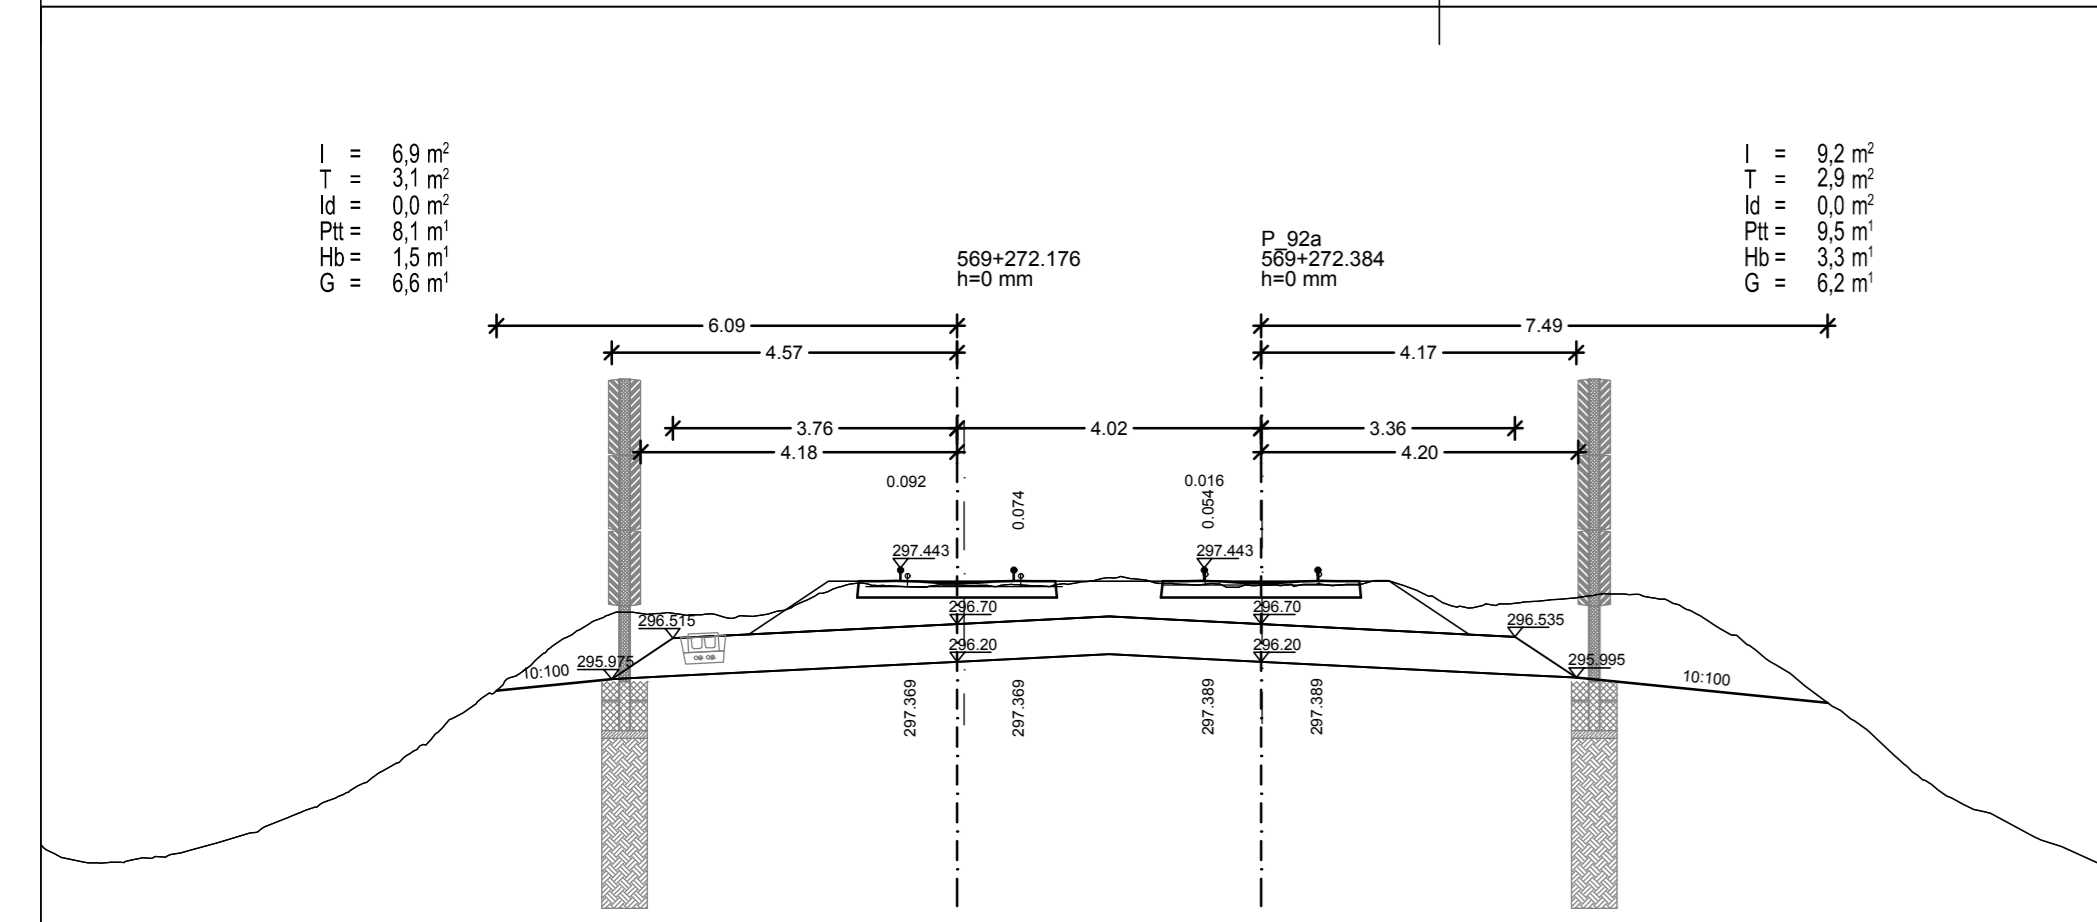 I = 6,9 m²
T = 3,1 m²
Id = 0,0 m²
Ptt = 8,1 m¹
Hb = 1,5 m¹
G = 6,6 m¹
I = 9,2 m²
T = 2,9 m²
Id = 0,0 m²
Ptt = 9,5 m¹
Hb = 3,3 m¹
G = 6,2 m¹
569+272.176
h=0 mm
P_92a
569+272.384
h=0 mm
6.09
7.49
4.57
4.17
3.76
4.02
3.36
4.18
4.20
0.092
0.074
0.016
0.054
297.443
297.443
296.70
296.70
296.515
296.535
296.20
296.20
295.975
295.995
10:100
10:100
297.369
297.369
297.389
297.389